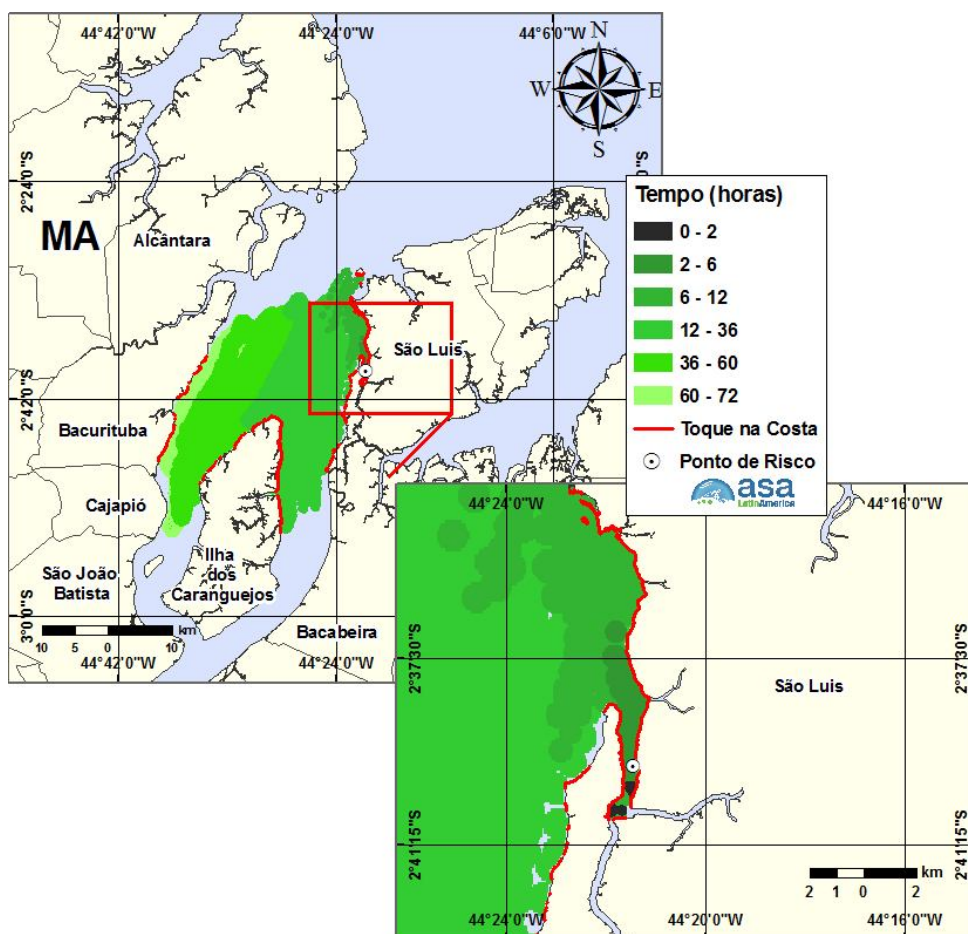 44°42'0"W
44°24'0"W
44°6'0"W
N
W
E
S
2°24'0"S
MA
Alcântara
São Luis
2°42'0"S
Bacurituba
Cajapió
Ilha
dos
Caranguejos
São João
Batista
Bacabeira
3°0'0"S
10 5 0 10 km
44°42'0"W
44°24'0"W
Tempo (horas)
0 - 2
2 - 6
6 - 12
12 - 36
36 - 60
60 - 72
Toque na Costa
Ponto de Risco
asa
LatinAmerica
44°24'0"W
44°16'0"W
2°37'30"S
2°37'30"S
São Luis
2°41'15"S
2°41'15"S
km
2 1 0 2
44°24'0"W
44°20'0"W
44°16'0"W